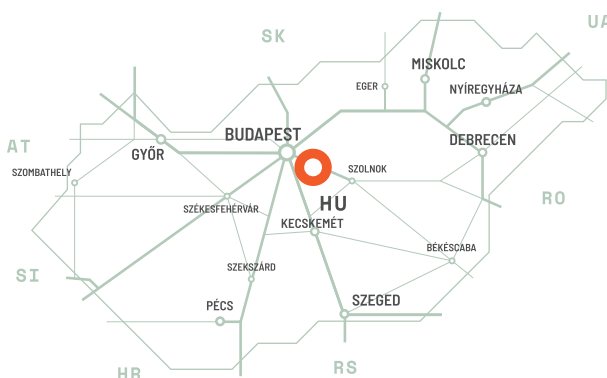 UA
SK
MISKOLC
EGER
NYÍREGYHÁZA
BUDAPEST
DEBRECEN
AT
GYŐR
SZOMBATHELY
SZOLNOK
RO
HU
SZÉKESFEHÉRVÁR
KECSKEMÉT
BÉKÉSCABA
SZEKSZÁRD
SI
PÉCS
SZEGED
RS
HR